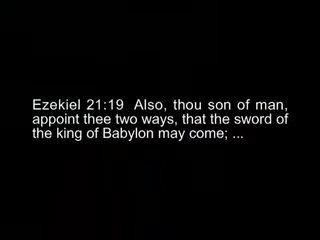 Ezekiel 21:19 Also, thou son of man,
appoint thee two ways, that the sword of
the king of Babylon may come; ...